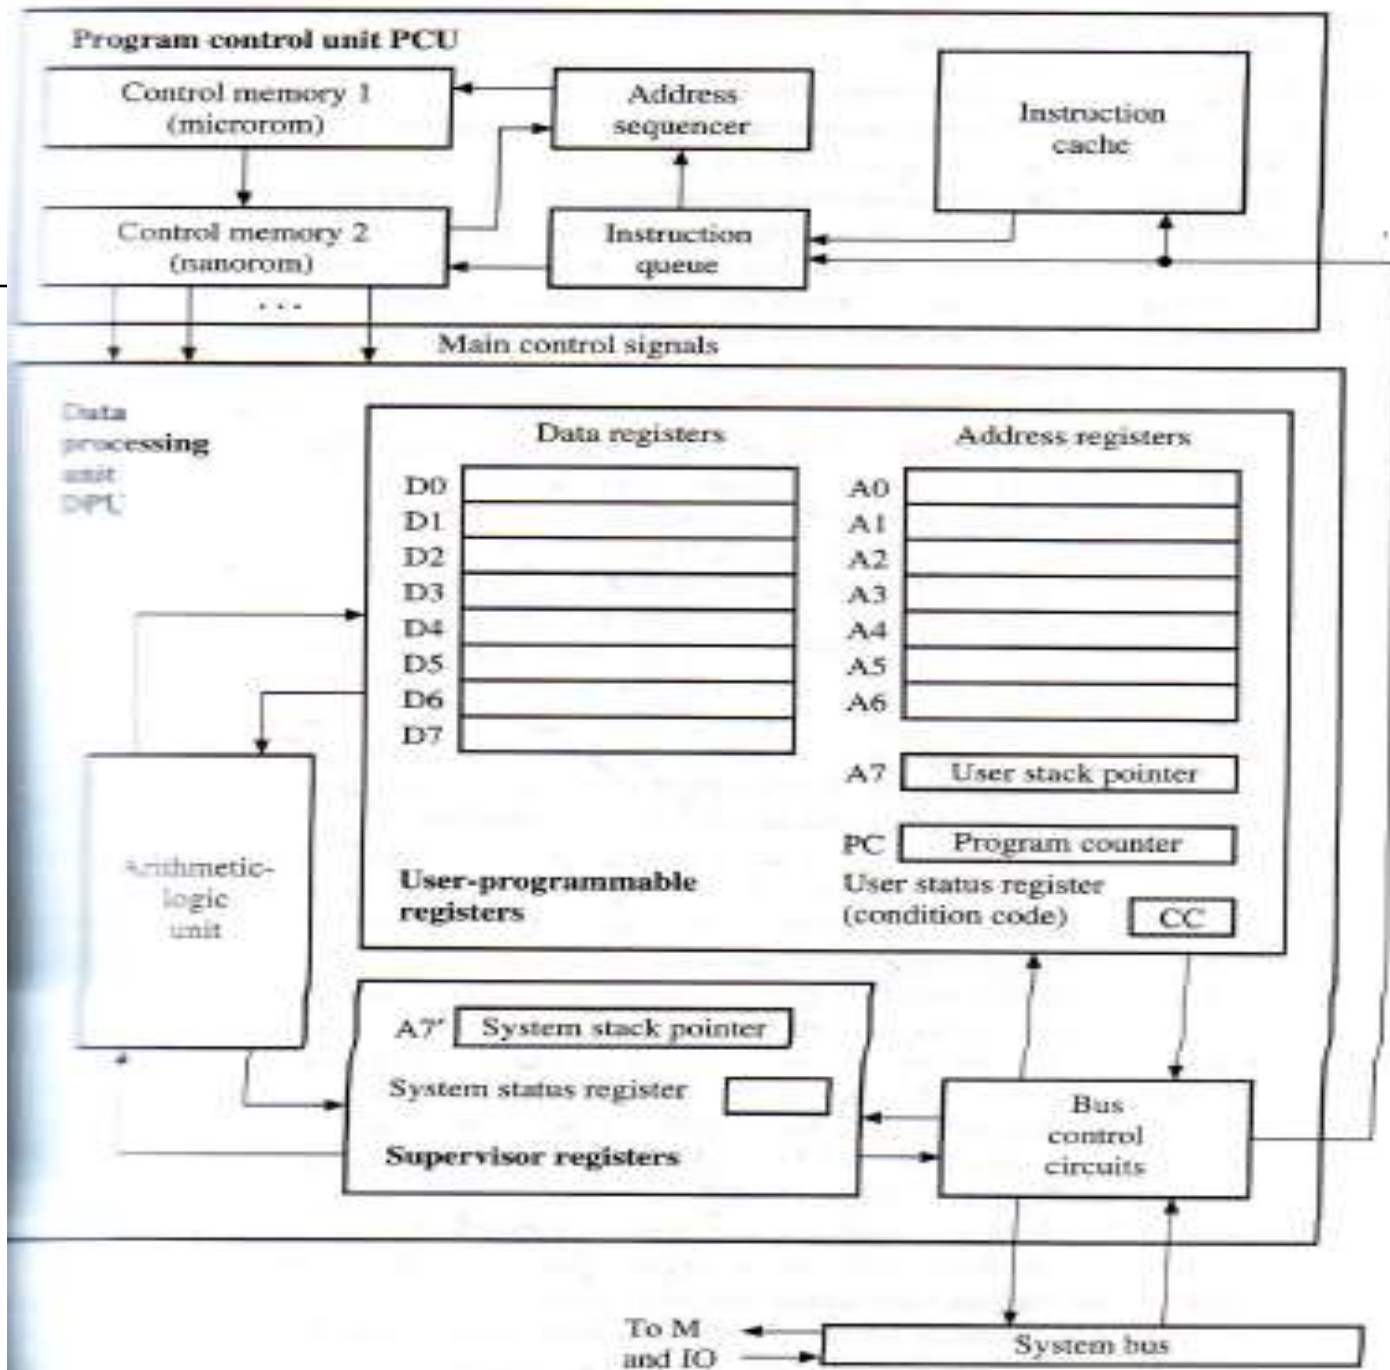 Program control unit PCU
Control memory 1
(microrom)
Address
sequencer
Instruction
cache
Control memory 2
(nanorom)
Instruction
queue
. . .
Main control signals
Data
processing
unit
DPU
Data registers
Address registers
D0
D1
D2
D3
D4
D5
D6
D7
A0
A1
A2
A3
A4
A5
A6
A7 User stack pointer
PC Program counter
User status register
(condition code) CC
User-programmable
registers
Arithmetic-
logic
unit
A7' System stack pointer
System status register
Supervisor registers
Bus
control
circuits
To M
and IO
System bus